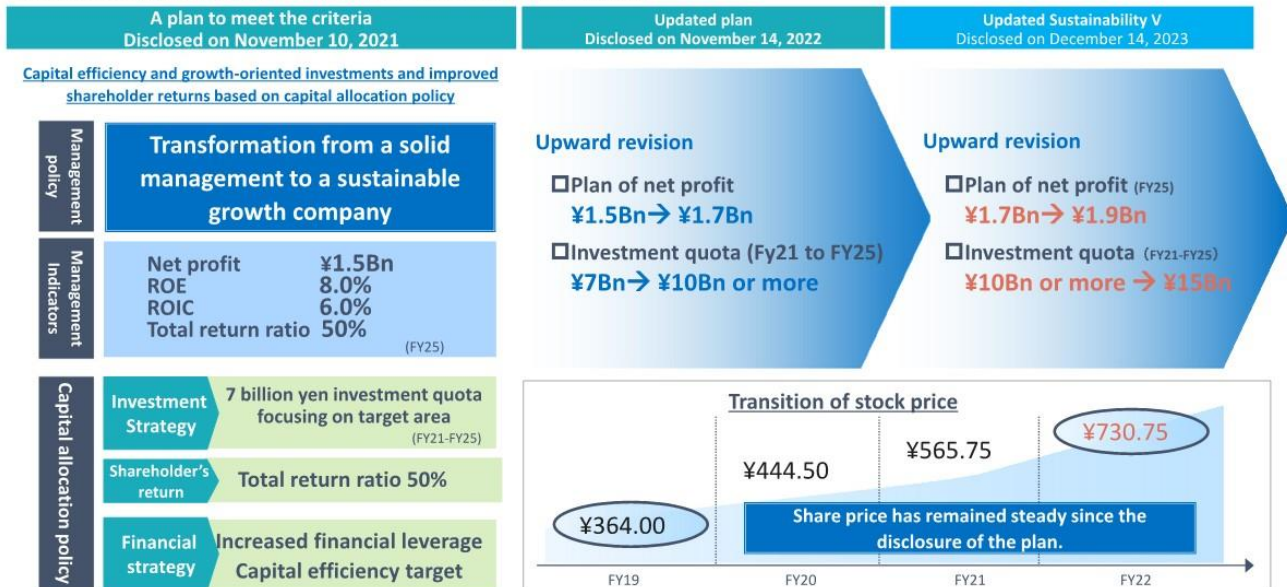 A plan to meet the criteria
Disclosed on November 10, 2021
Updated plan
Disclosed on November 14, 2022
Updated Sustainability V
Disclosed on December 14, 2023
Capital efficiency and growth-oriented investments and improved
shareholder returns based on capital allocation policy
Management
policy
Transformation from a solid
management to a sustainable
growth company
Management
Indicators
Net profit ¥1.5Bn
ROE 8.0%
ROIC 6.0%
Total return ratio 50%
(FY25)
Capital allocation policy
Investment
Strategy
7 billion yen investment quota
focusing on target area
(FY21-FY25)
Shareholder's
return
Total return ratio 50%
Financial
strategy
Increased financial leverage
Capital efficiency target
Upward revision
☐Plan of net profit
¥1.5Bn→ ¥1.7Bn
☐Investment quota (Fy21 to FY25)
¥7Bn→ ¥10Bn or more
Upward revision
☐Plan of net profit (FY25)
¥1.7Bn→ ¥1.9Bn
☐Investment quota (FY21-FY25)
¥10Bn or more → ¥15Bn
Transition of stock price
¥364.00
¥444.50
¥565.75
¥730.75
Share price has remained steady since the
disclosure of the plan.
FY19
FY20
FY21
FY22